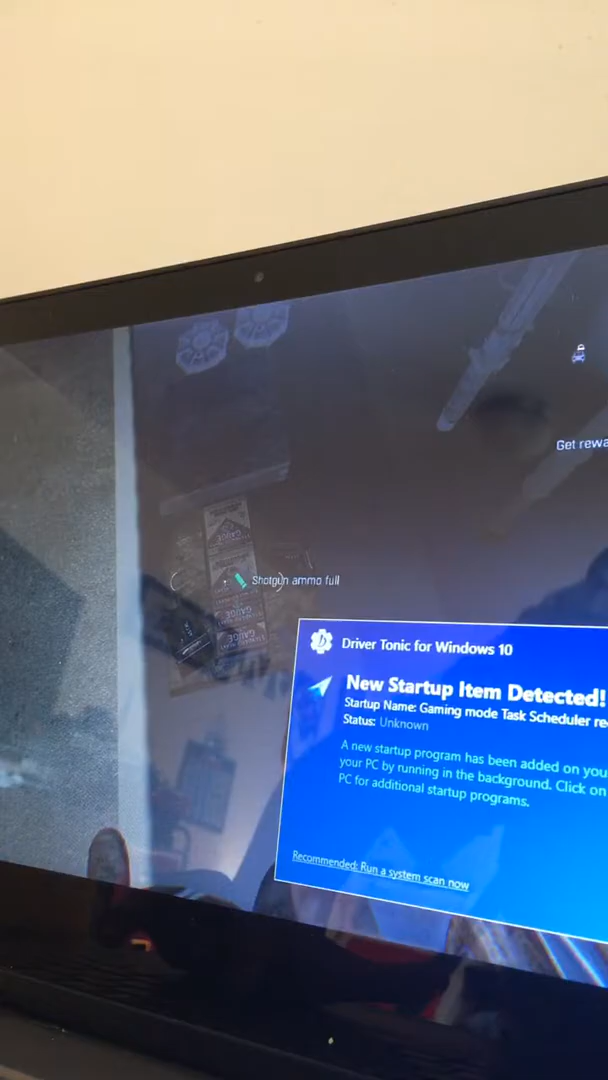 Get rewa
Shotgun ammo full
Driver Tonic for Windows 10
New Startup Item Detected!
Startup Name: Gaming mode Task Scheduler re
Status: Unknown
A new startup program has been added on you
your PC by running in the background. Click on
PC for additional startup programs.
Recommended: Run a system scan now